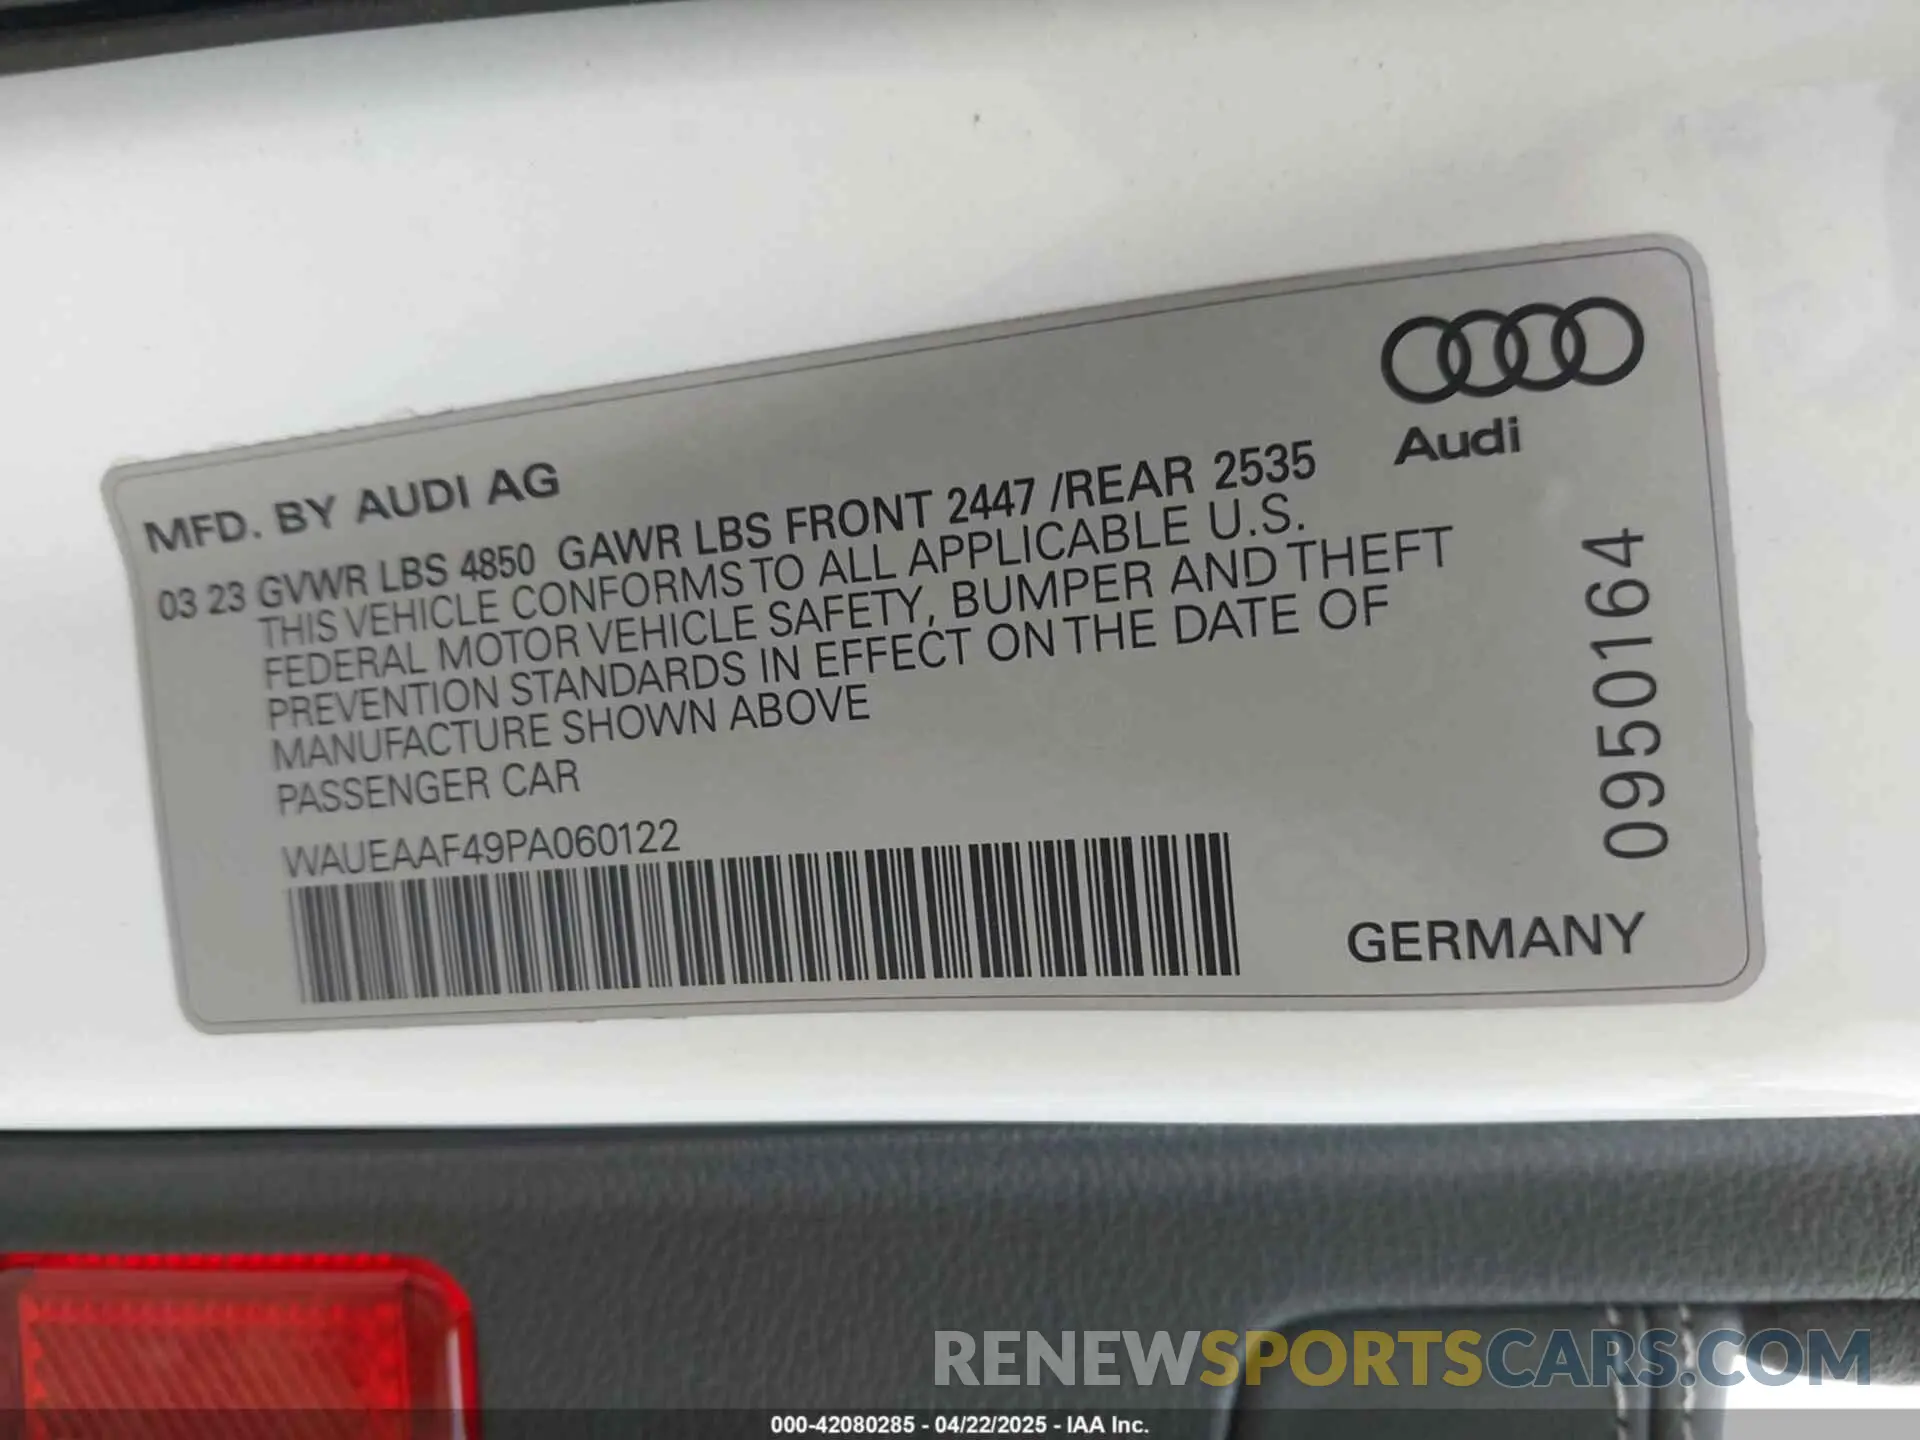 Audi
MFD. BY AUDI AG
03 23 GVWR LBS 4850 GAWR LBS FRONT 2447 /REAR 2535
THIS VEHICLE CONFORMS TO ALL APPLICABLE U.S.
FEDERAL MOTOR VEHICLE SAFETY, BUMPER AND THEFT
PREVENTION STANDARDS IN EFFECT ON THE DATE OF
MANUFACTURE SHOWN ABOVE
PASSENGER CAR
WAUEAAF49PA060122
0950164
GERMANY
RENEWSPORTSCARS.COM
000-42080285 - 04/22/2025 - IAA Inc.